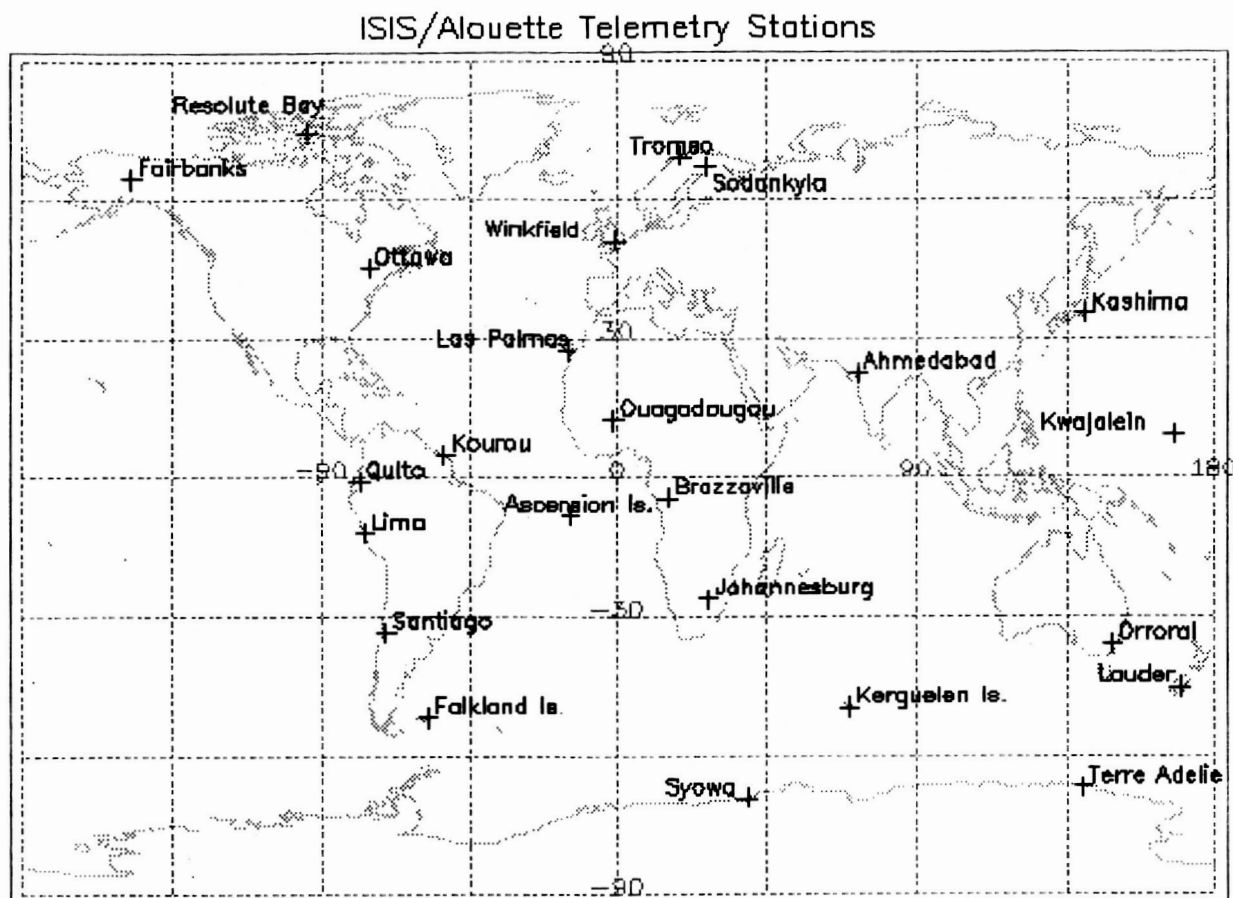 ISIS/Alouette Telemetry Stations
90
Resolute Bay
Tromso
Fairbanks
Sodankyla
Winkfield
Ottawa
Kashima
30
Las Palmas
Ahmedabad
Ouagadougou
Kwajalein
Kourou
-90
Quito
0
90
180
Brazzaville
Ascension Is.
Lima
Johannesburg
-30
Santiago
Orroral
Lauder
Kerguelen Is.
Falkland Is.
Terre Adelie
Syowa
-90